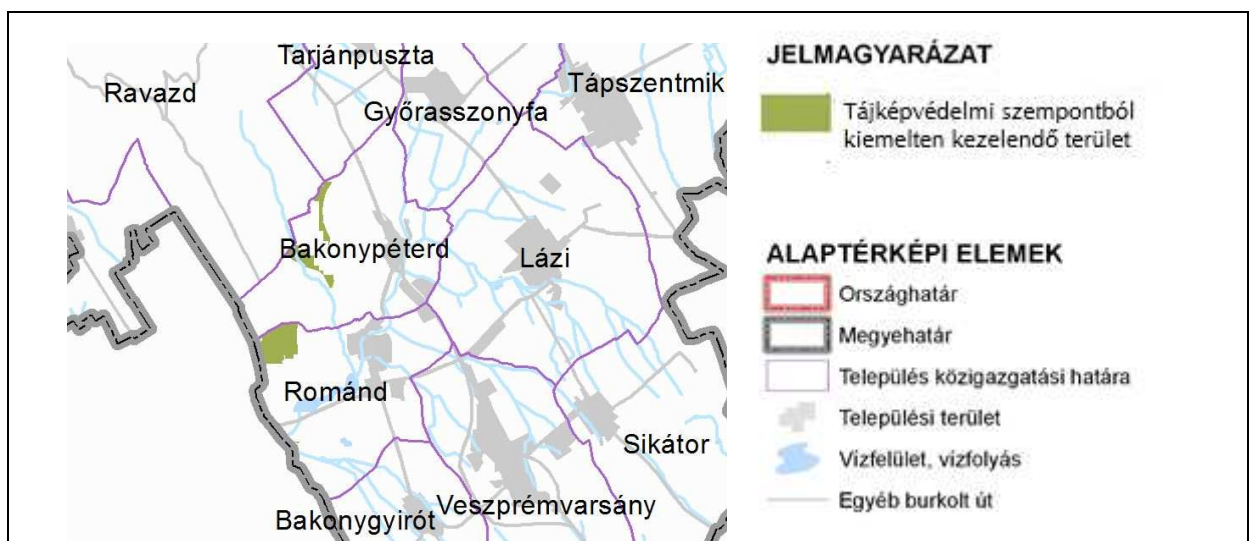 Tarjánpuszta
Ravazd
Győrasszonyfa
Tápszentmik
Bakonypéterd
Lázi
Románd
Sikátor
Veszprémvarsány
Bakonygyirót
JELMAGYARÁZAT
Tájképvédelmi szempontból
kiemelten kezelendő terület
ALAPTÉRKÉPI ELEMEK
Országhatár
Megyehatár
Település közigazgatási határa
Települési terület
Vízfelület, vízfolyás
Egyéb burkolt út